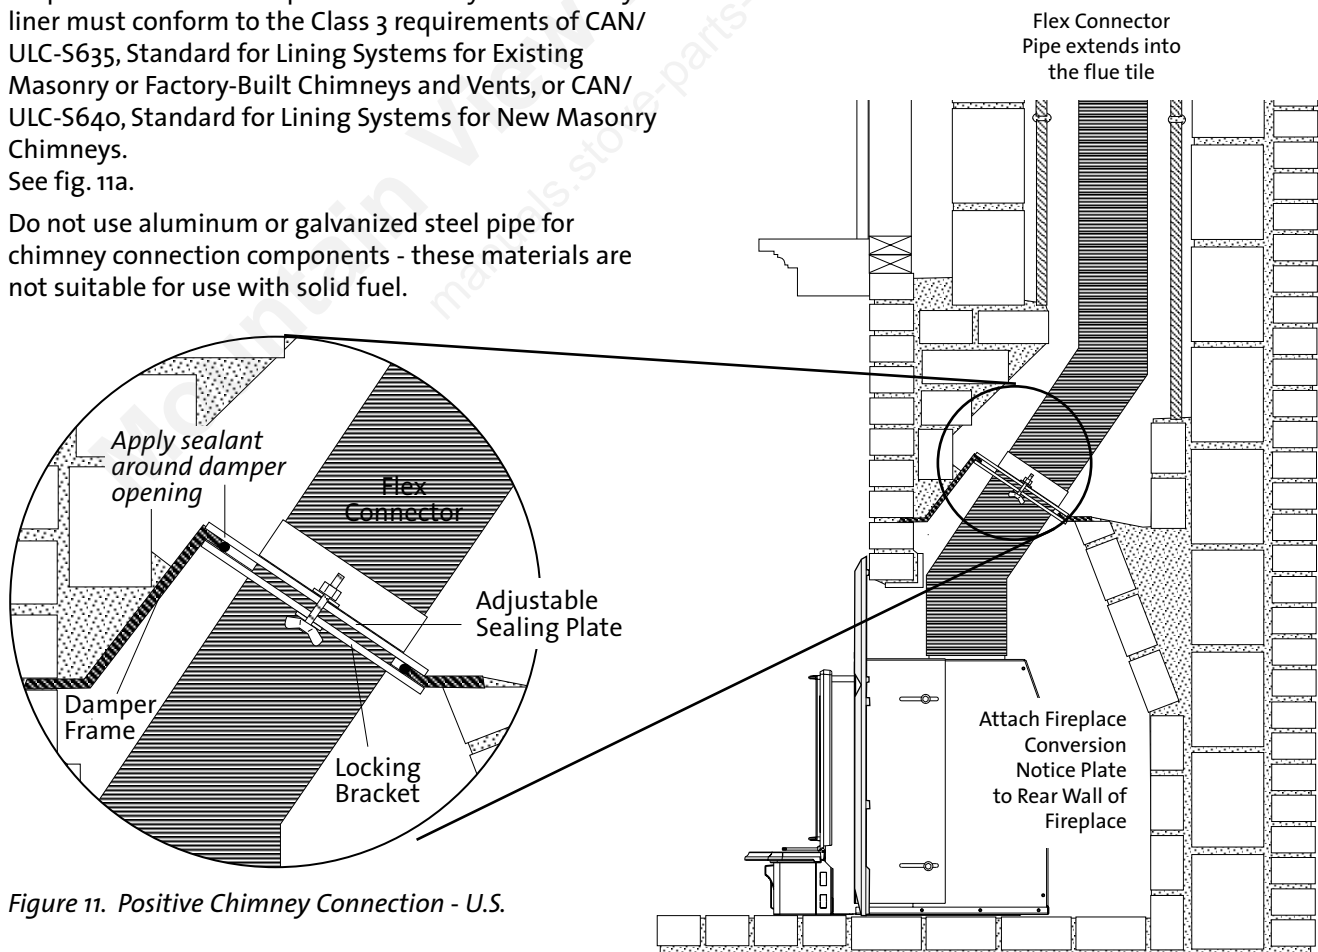 liner must conform to the Class 3 requirements of CAN/
ULC-S635, Standard for Lining Systems for Existing
Masonry or Factory-Built Chimneys and Vents, or CAN/
ULC-S640, Standard for Lining Systems for New Masonry
Chimneys.
See fig. 11a.
Do not use aluminum or galvanized steel pipe for
chimney connection components - these materials are
not suitable for use with solid fuel.
Flex Connector
Pipe extends into
the flue tile
Apply sealant
around damper
opening
Flex
Connector
Adjustable
Sealing Plate
Damper
Frame
Locking
Bracket
Attach Fireplace
Conversion
Notice Plate
to Rear Wall of
Fireplace
Figure 11. Positive Chimney Connection - U.S.
Mountain View
manuals.stove-parts-